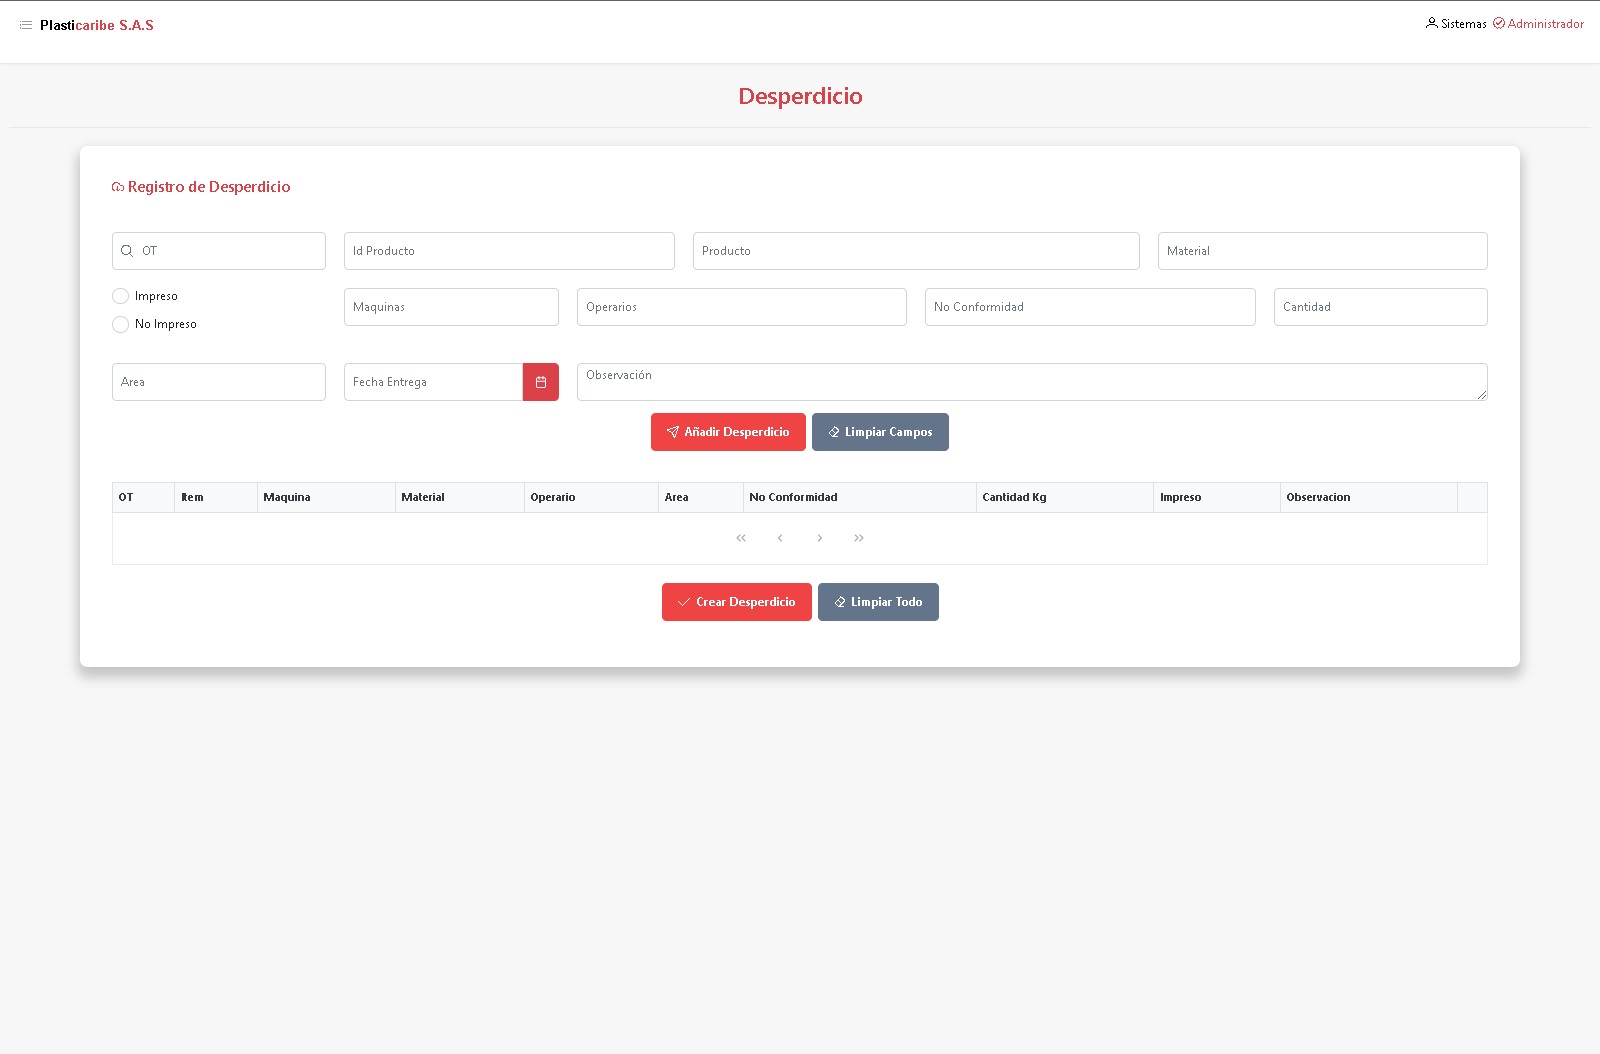 Plasticaribe S.A.S
Sistemas Administrador
Desperdicio
Registro de Desperdicio
OT Id Producto Producto Material
Impreso
No Impreso
Maquinas Operarios No Conformidad Cantidad
Area Fecha Entrega Observación
Añadir Desperdicio Limpiar Campos
OT Item Maquina Material Operario Area No Conformidad Cantidad Kg Impreso Observacion
Crear Desperdicio Limpiar Todo